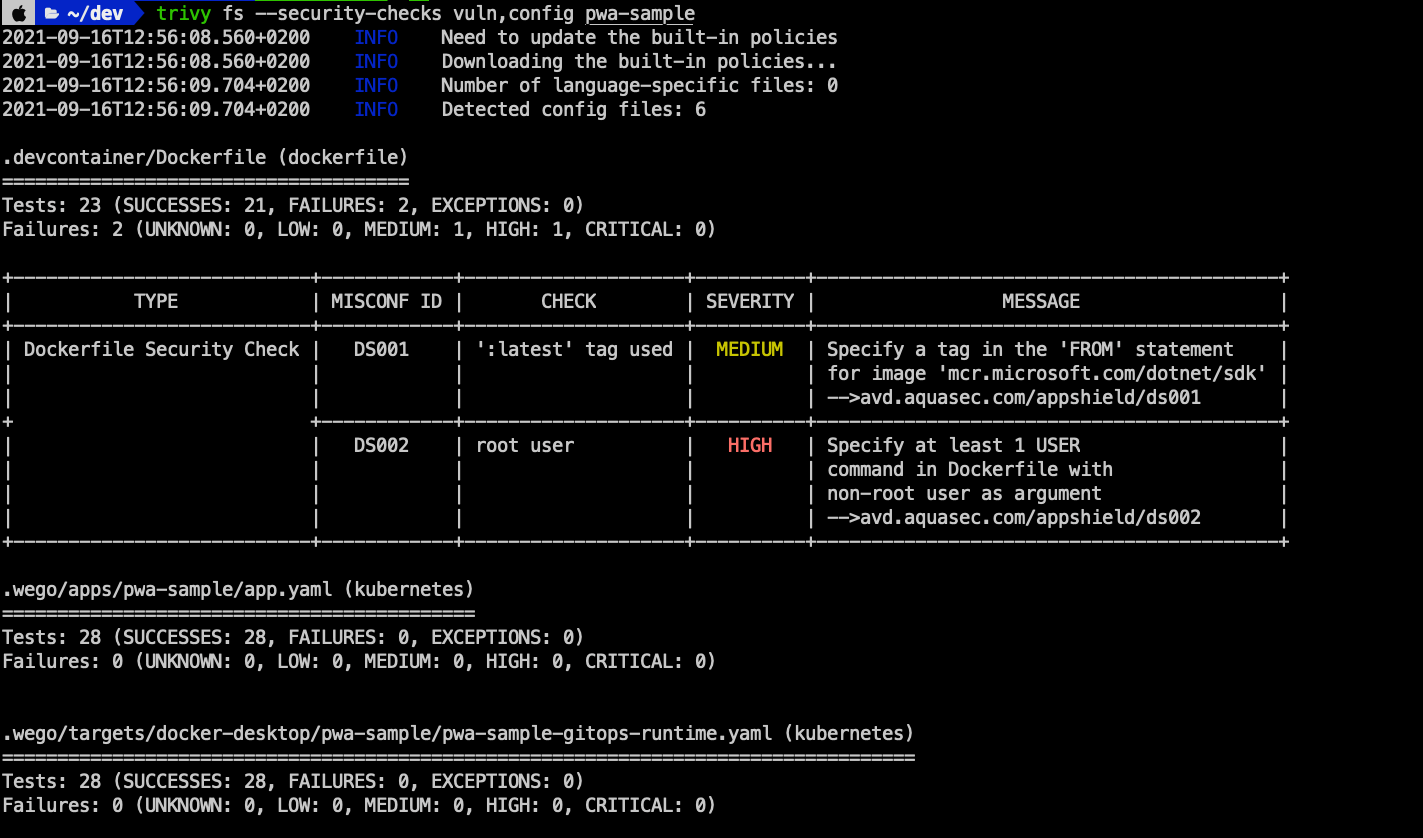 ~/dev trivy fs --security-checks vuln,config pwa-sample
2021-09-16T12:56:08.560+0200    INFO    Need to update the built-in policies
2021-09-16T12:56:08.560+0200    INFO    Downloading the built-in policies...
2021-09-16T12:56:09.704+0200    INFO    Number of language-specific files: 0
2021-09-16T12:56:09.704+0200    INFO    Detected config files: 6

.devcontainer/Dockerfile (dockerfile)
=====================================
Tests: 23 (SUCCESSES: 21, FAILURES: 2, EXCEPTIONS: 0)
Failures: 2 (UNKNOWN: 0, LOW: 0, MEDIUM: 1, HIGH: 1, CRITICAL: 0)

+---------------------------+------------+--------------------+----------+------------------------------------------+
|           TYPE            | MISCONF ID |       CHECK        | SEVERITY |                 MESSAGE                  |
+---------------------------+------------+--------------------+----------+------------------------------------------+
| Dockerfile Security Check |   DS001    | ':latest' tag used |  MEDIUM  | Specify a tag in the 'FROM' statement    |
|                           |            |                    |          | for image 'mcr.microsoft.com/dotnet/sdk' |
|                           |            |                    |          | -->avd.aquasec.com/appshield/ds001       |
+                           +------------+--------------------+----------+------------------------------------------+
|                           |   DS002    | root user          |   HIGH   | Specify at least 1 USER                  |
|                           |            |                    |          | command in Dockerfile with               |
|                           |            |                    |          | non-root user as argument                |
|                           |            |                    |          | -->avd.aquasec.com/appshield/ds002       |
+---------------------------+------------+--------------------+----------+------------------------------------------+

.wego/apps/pwa-sample/app.yaml (kubernetes)
===========================================
Tests: 28 (SUCCESSES: 28, FAILURES: 0, EXCEPTIONS: 0)
Failures: 0 (UNKNOWN: 0, LOW: 0, MEDIUM: 0, HIGH: 0, CRITICAL: 0)

.wego/targets/docker-desktop/pwa-sample/pwa-sample-gitops-runtime.yaml (kubernetes)
===================================================================================
Tests: 28 (SUCCESSES: 28, FAILURES: 0, EXCEPTIONS: 0)
Failures: 0 (UNKNOWN: 0, LOW: 0, MEDIUM: 0, HIGH: 0, CRITICAL: 0)